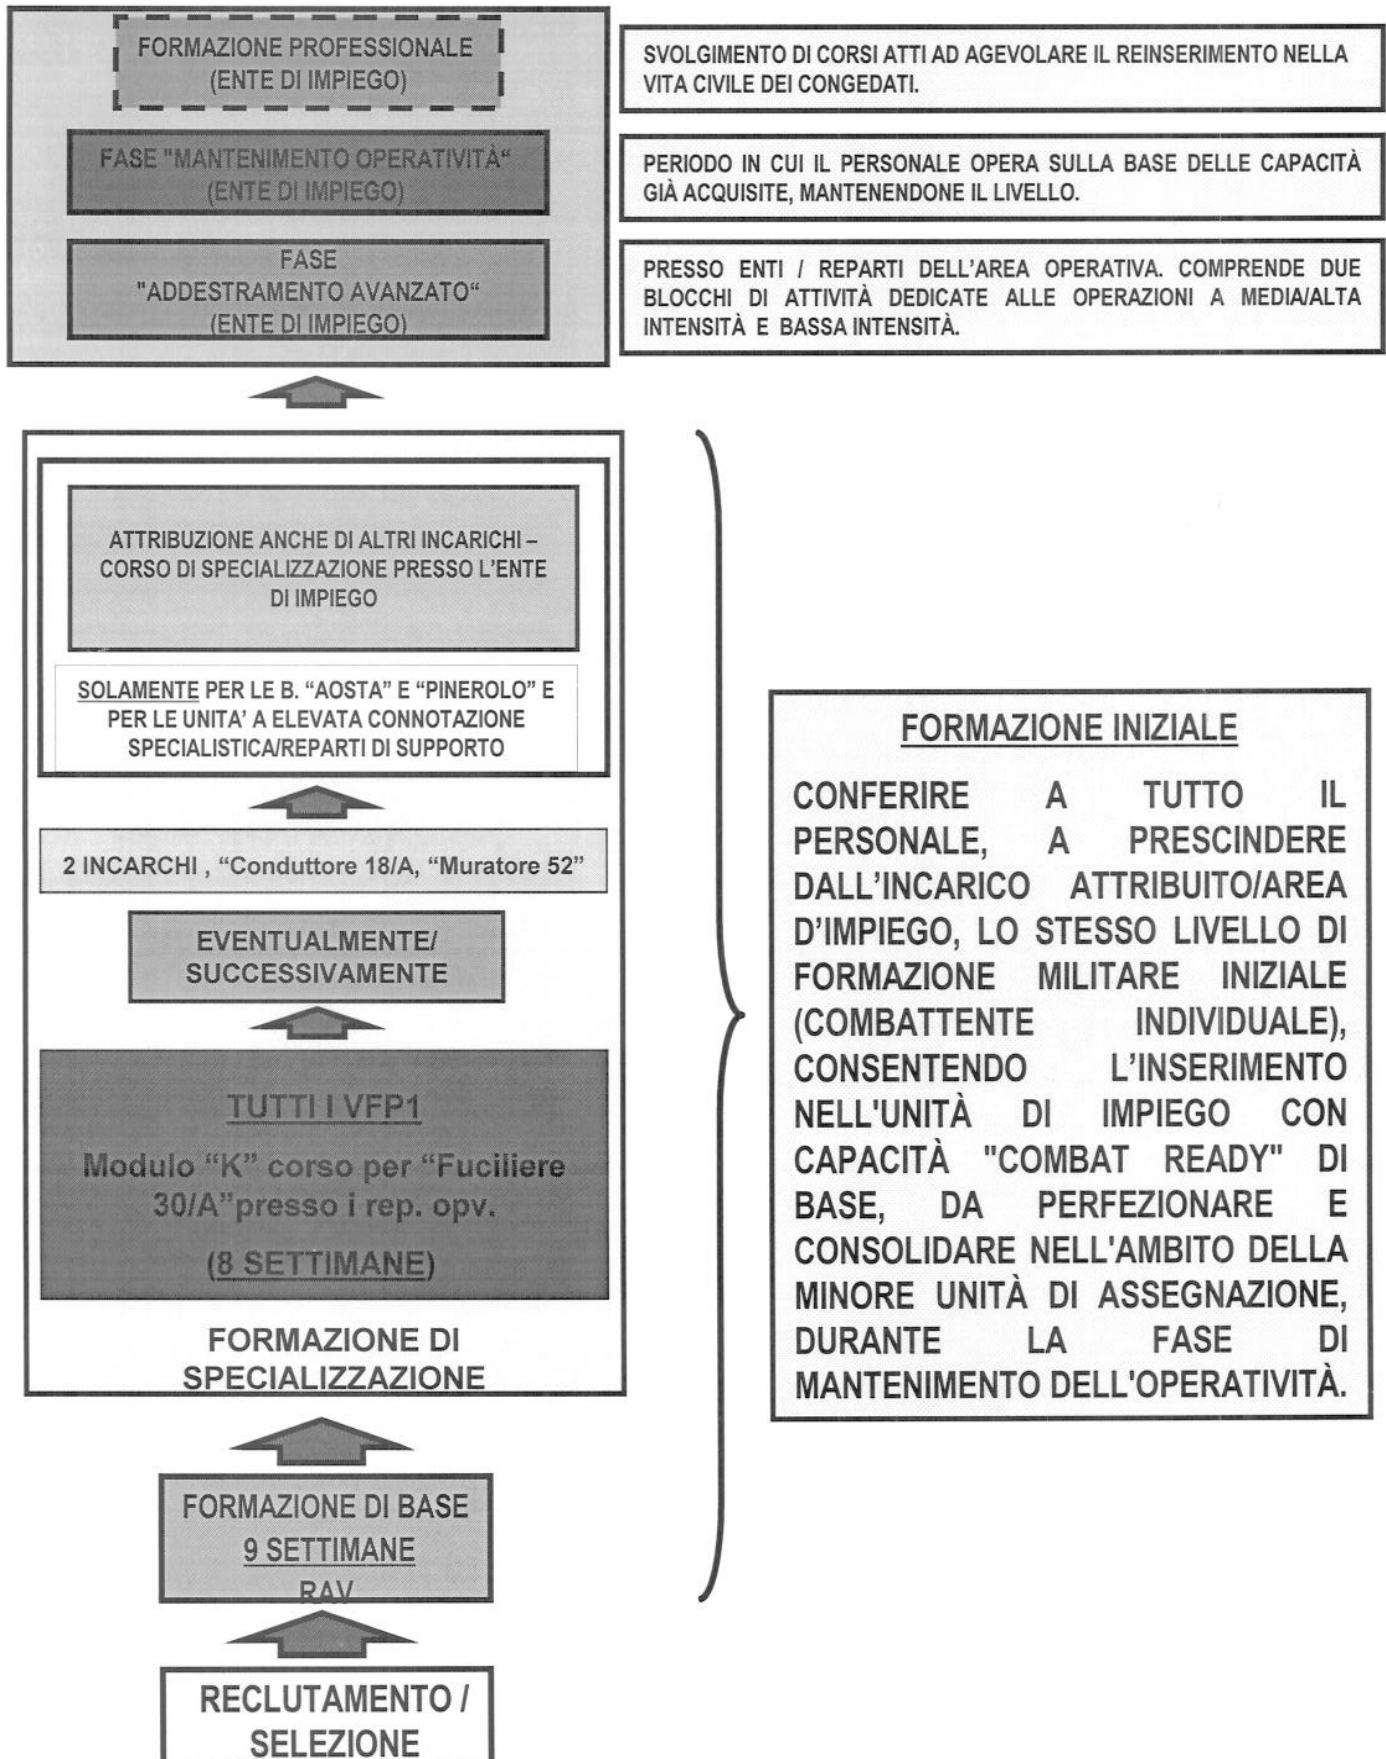 FORMAZIONE PROFESSIONALE
(ENTE DI IMPIEGO)
SVOLGIMENTO DI CORSI ATTI AD AGEVOLARE IL REINSERIMENTO NELLA
VITA CIVILE DEI CONGEDATI.
FASE "MANTENIMENTO OPERATIVITÀ“
(ENTE DI IMPIEGO)
PERIODO IN CUI IL PERSONALE OPERA SULLA BASE DELLE CAPACITÀ
GIÀ ACQUISITE, MANTENENDONE IL LIVELLO.
FASE
"ADDESTRAMENTO AVANZATO“
(ENTE DI IMPIEGO)
PRESSO ENTI / REPARTI DELL’AREA OPERATIVA. COMPRENDE DUE
BLOCCHI DI ATTIVITÀ DEDICATE ALLE OPERAZIONI A MEDIA/ALTA
INTENSITÀ E BASSA INTENSITÀ.
ATTRIBUZIONE ANCHE DI ALTRI INCARICHI –
CORSO DI SPECIALIZZAZIONE PRESSO L’ENTE
DI IMPIEGO
SOLAMENTE PER LE B. “AOSTA” E “PINEROLO” E
PER LE UNITA’ A ELEVATA CONNOTAZIONE
SPECIALISTICA/REPARTI DI SUPPORTO
2 INCARCHI , “Conduttore 18/A, “Muratore 52”
EVENTUALMENTE/
SUCCESSIVAMENTE
TUTTI I VFP1
Modulo “K” corso per “Fuciliere
30/A”presso i rep. opv.
(8 SETTIMANE)
FORMAZIONE DI
SPECIALIZZAZIONE
FORMAZIONE DI BASE
9 SETTIMANE
RAV
RECLUTAMENTO /
SELEZIONE
FORMAZIONE INIZIALE
CONFERIRE A TUTTO IL
PERSONALE, A PRESCINDERE
DALL’INCARICO ATTRIBUITO/AREA
D’IMPIEGO, LO STESSO LIVELLO DI
FORMAZIONE MILITARE INIZIALE
(COMBATTENTE INDIVIDUALE),
CONSENTENDO L’INSERIMENTO
NELL'UNITÀ DI IMPIEGO CON
CAPACITÀ "COMBAT READY" DI
BASE, DA PERFEZIONARE E
CONSOLIDARE NELL'AMBITO DELLA
MINORE UNITÀ DI ASSEGNAZIONE,
DURANTE LA FASE DI
MANTENIMENTO DELL'OPERATIVITÀ.